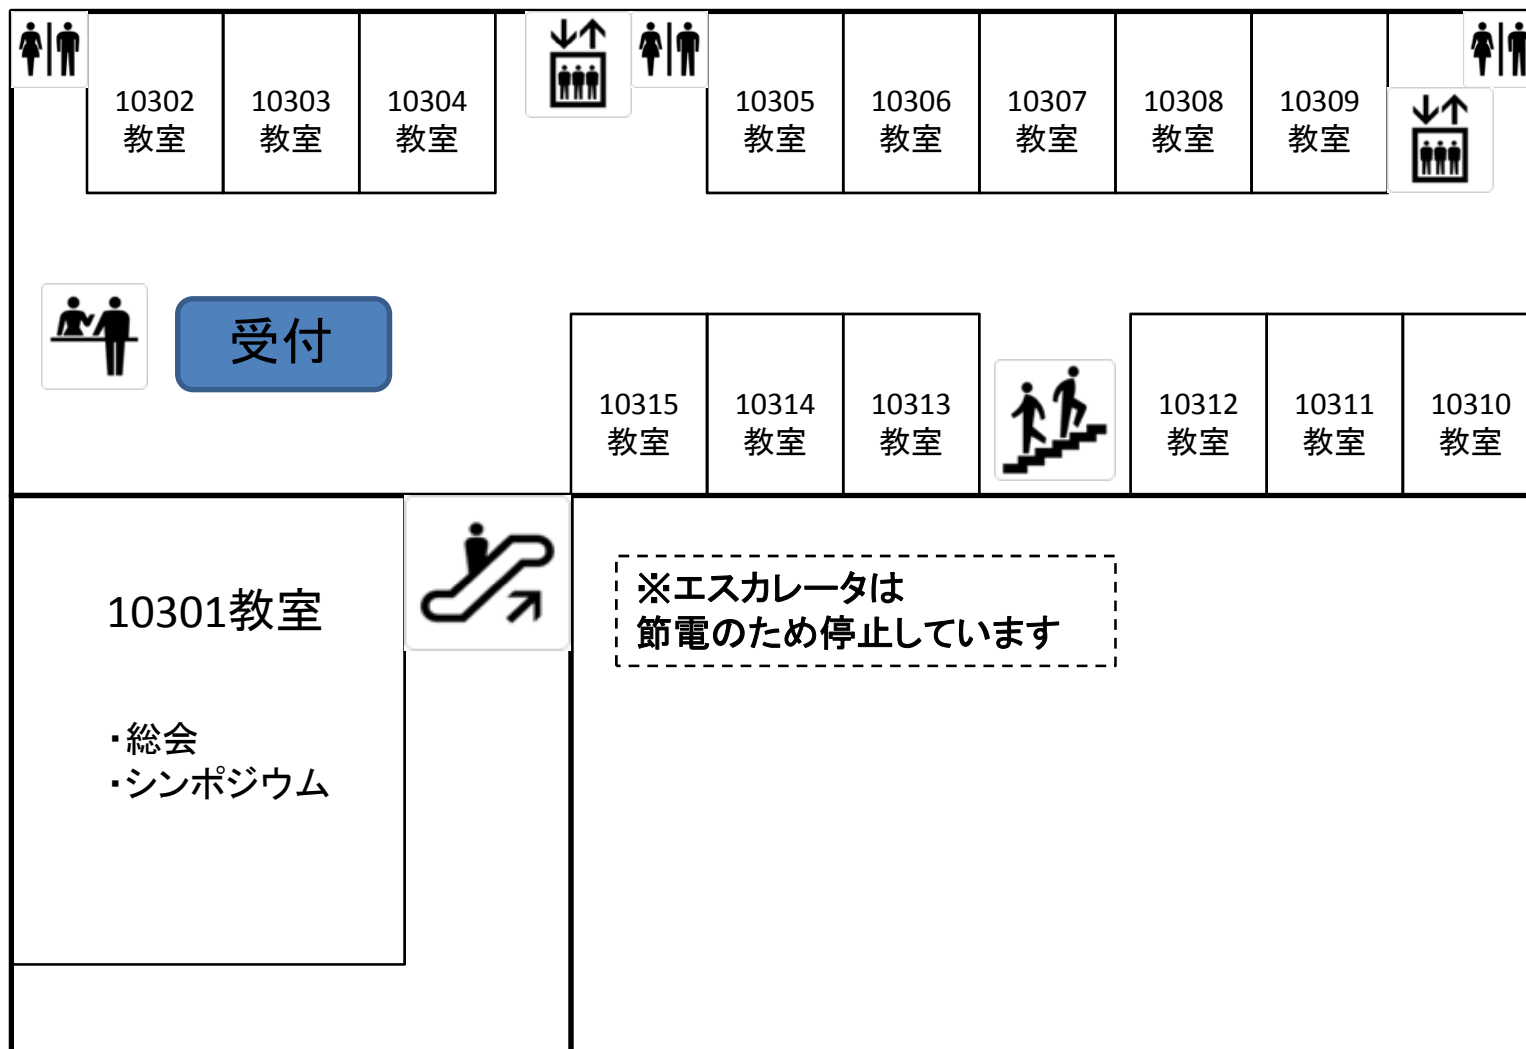 10302
教室
10303
教室
10304
教室
10305
教室
10306
教室
10307
教室
10308
教室
10309
教室
受付
10315
教室
10314
教室
10313
教室
10312
教室
10311
教室
10310
教室
10301教室
・総会
・シンポジウム
※エスカレータは
節電のため停止しています